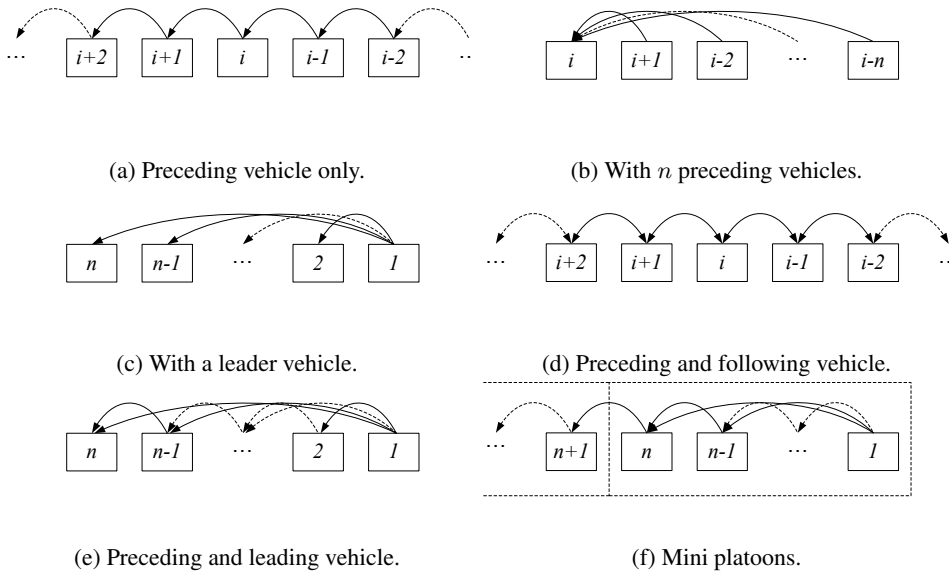 ... i+2 i+1 i i-1 i-2 ..
i i+1 i-2 ... i-n
(a) Preceding vehicle only.
(b) With n preceding vehicles.
n n-1 ... 2 1
... i+2 i+1 i i-1 i-2 ..
(c) With a leader vehicle.
(d) Preceding and following vehicle.
n n-1 ... 2 1
... n+1 n n-1 ... 1
(e) Preceding and leading vehicle.
(f) Mini platoons.